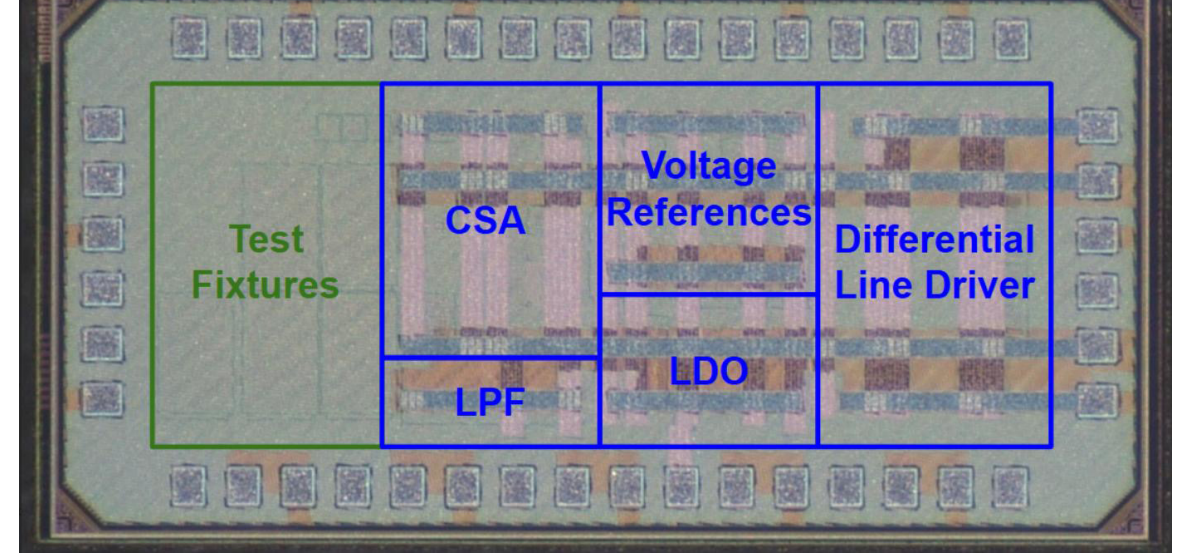 Test
Fixtures
CSA
LPF
Voltage
References
LDO
Differential
Line Driver